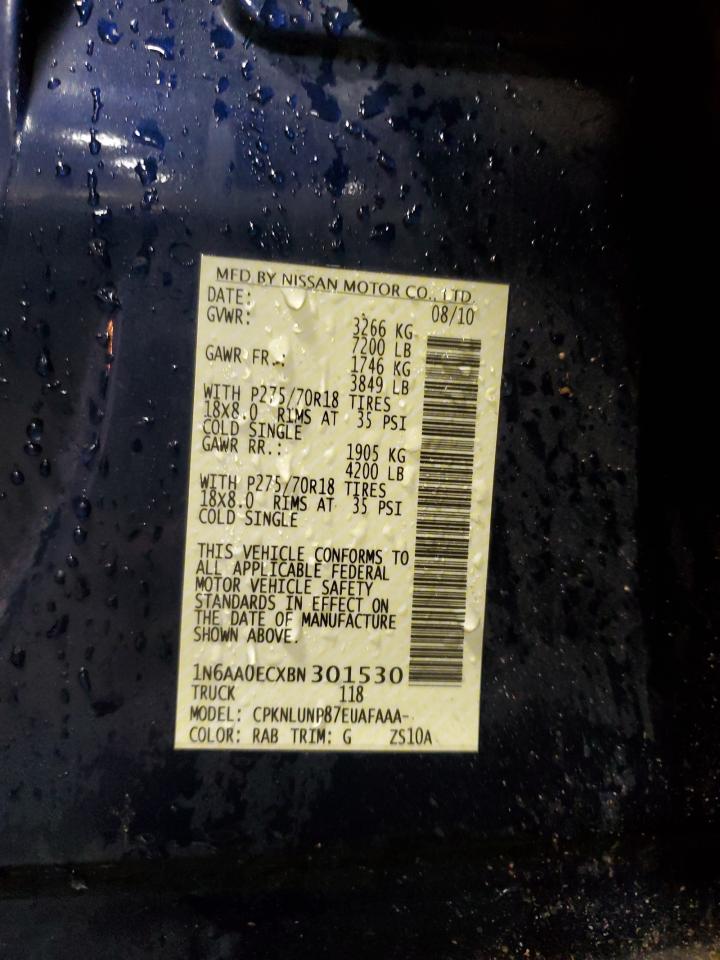 MFD. BY NISSAN MOTOR CO., LTD.
DATE: 08/10
GVWR: 3266 KG
7200 LB
GAWR FR.: 1746 KG
3849 LB
WITH P275/70R18 TIRES
18X8.0 RIMS AT 35 PSI
COLD SINGLE
GAWR RR.: 1905 KG
4200 LB
WITH P275/70R18 TIRES
18X8.0 RIMS AT 35 PSI
COLD SINGLE
THIS VEHICLE CONFORMS TO
ALL APPLICABLE FEDERAL
MOTOR VEHICLE SAFETY
STANDARDS IN EFFECT ON
THE DATE OF MANUFACTURE
SHOWN ABOVE.
1N6AA0ECXBN301530
TRUCK 118
MODEL: CPKNLUNP87EUAFAAA-
COLOR: RAB TRIM: G ZS10A